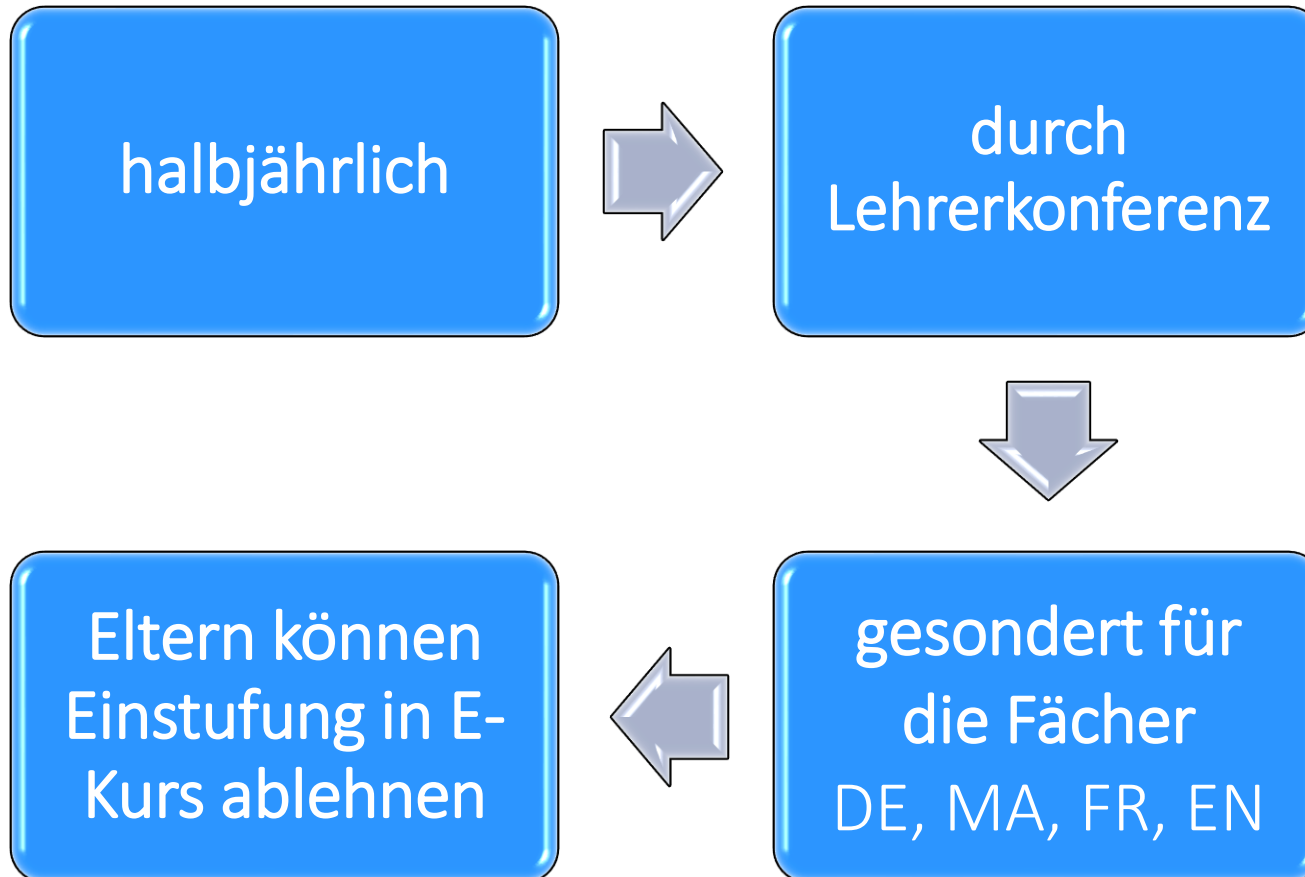 halbjährlich
durch
Lehrerkonferenz
gesondert für
die Fächer
DE, MA, FR, EN
Eltern können
Einstufung in E-
Kurs ablehnen